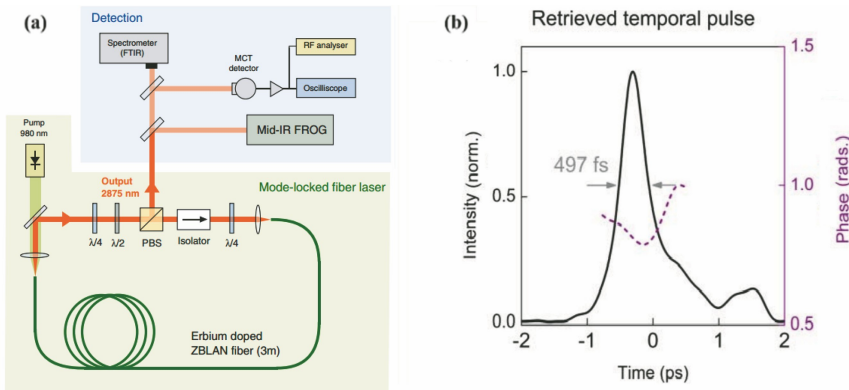 (a)
Detection
Spectrometer
(FTIR)
MCT
detector
RF analyser
Oscilliscope
Mid-IR FROG
Pump
980 nm
Output
2875 nm
Mode-locked fiber laser
λ/4
λ/2
PBS
Isolator
λ/4
Erbium doped
ZBLAN fiber (3m)
(b)
Retrieved temporal pulse
Intensity (norm.)
1.0
0.5
0.0
497 fs
1.5
1.0
0.5
Phase (rads.)
-2
-1
0
1
2
Time (ps)